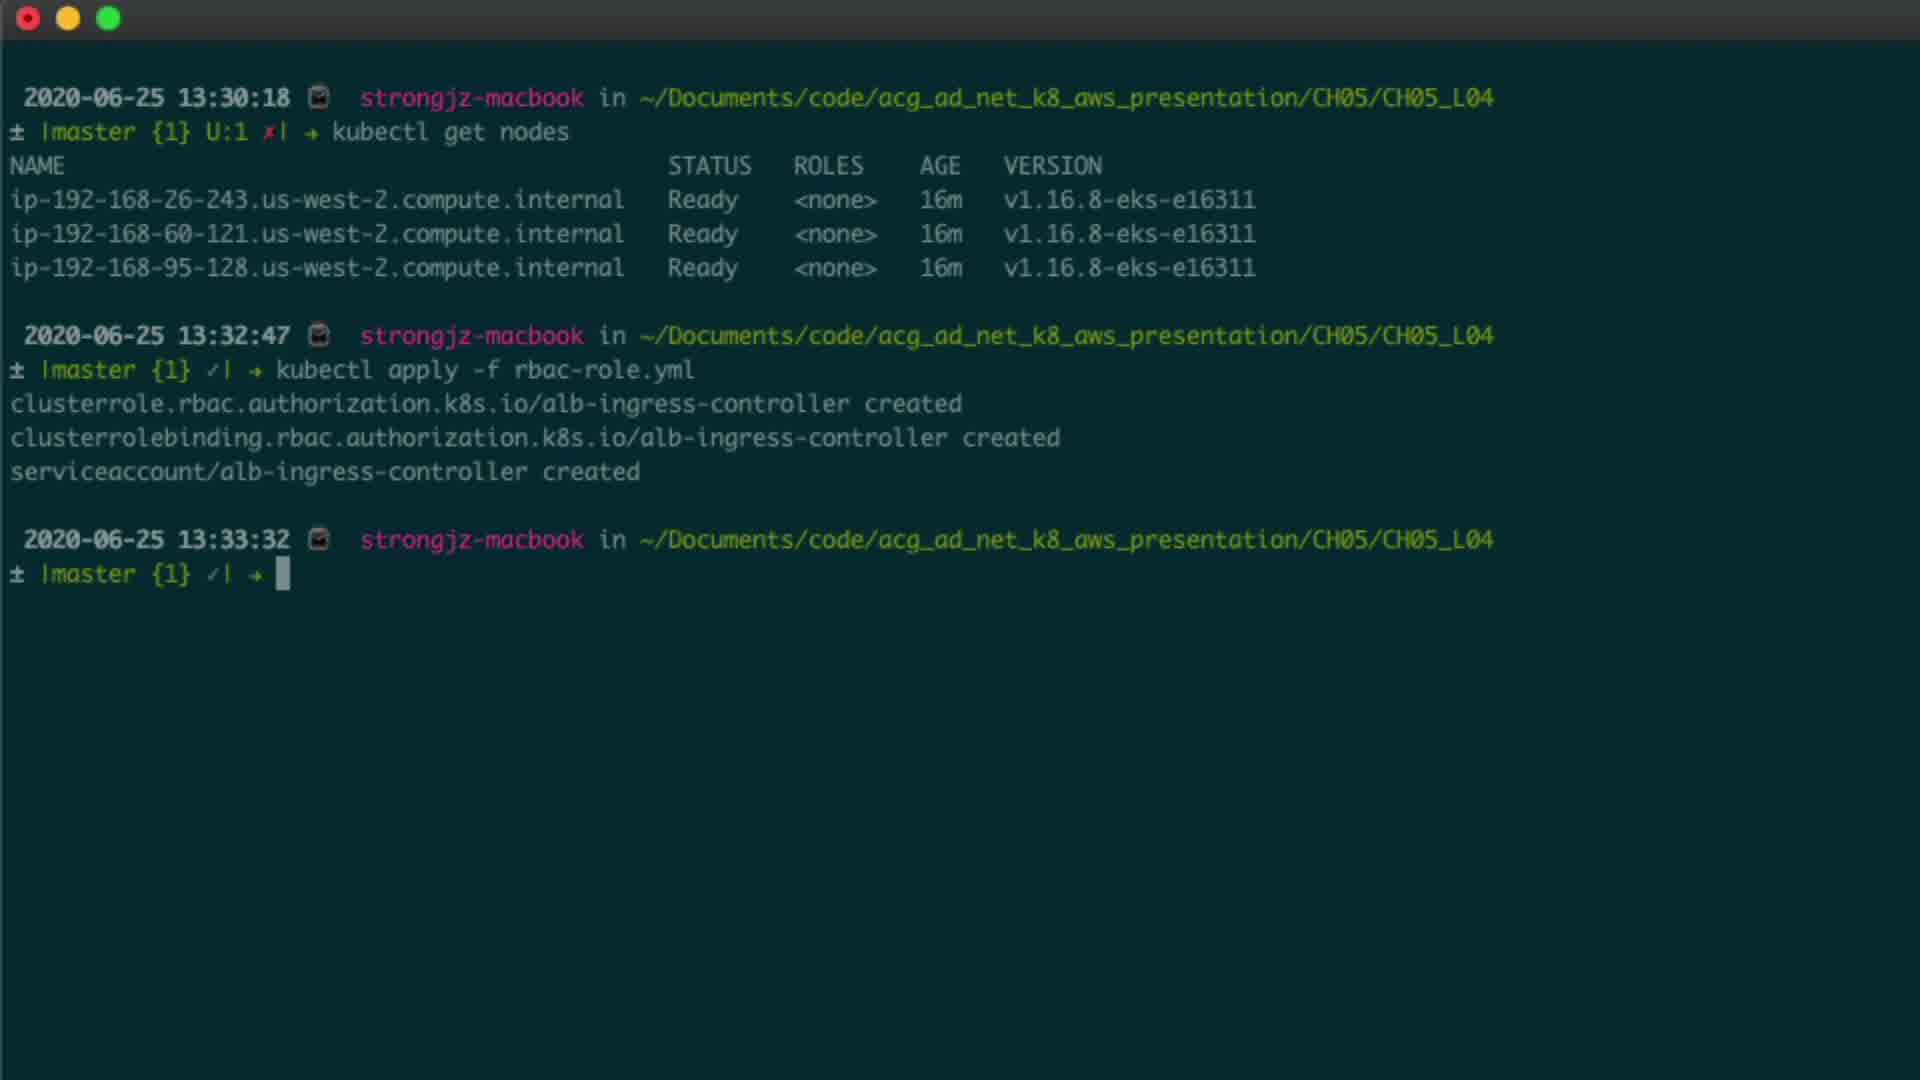 2020-06-25 13:30:18 strongjz-macbook in ~/Documents/code/acg_ad_net_k8_aws_presentation/CH05/CH05_L04
± |master {1} U:1 ✗| → kubectl get nodes
NAME STATUS ROLES AGE VERSION
ip-192-168-26-243.us-west-2.compute.internal Ready <none> 16m v1.16.8-eks-e16311
ip-192-168-60-121.us-west-2.compute.internal Ready <none> 16m v1.16.8-eks-e16311
ip-192-168-95-128.us-west-2.compute.internal Ready <none> 16m v1.16.8-eks-e16311
2020-06-25 13:32:47 strongjz-macbook in ~/Documents/code/acg_ad_net_k8_aws_presentation/CH05/CH05_L04
± |master {1} ✓| → kubectl apply -f rbac-role.yml
clusterrole.rbac.authorization.k8s.io/alb-ingress-controller created
clusterrolebinding.rbac.authorization.k8s.io/alb-ingress-controller created
serviceaccount/alb-ingress-controller created
2020-06-25 13:33:32 strongjz-macbook in ~/Documents/code/acg_ad_net_k8_aws_presentation/CH05/CH05_L04
± |master {1} ✓| →